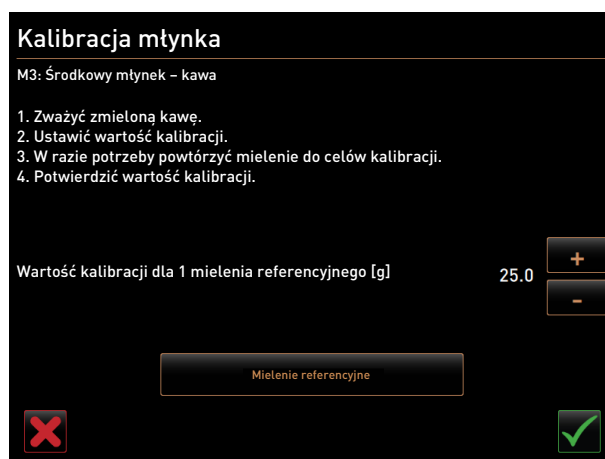 Kalibracja młynka
M3: Środkowy młynek – kawa
1. Zważyć zmieloną kawę.
2. Ustawić wartość kalibracji.
3. W razie potrzeby powtórzyć mielenie do celów kalibracji.
4. Potwierdzić wartość kalibracji.
+
Wartość kalibracji dla 1 mielenia referencyjnego [g] 25.0
-
Mielenie referencyjne